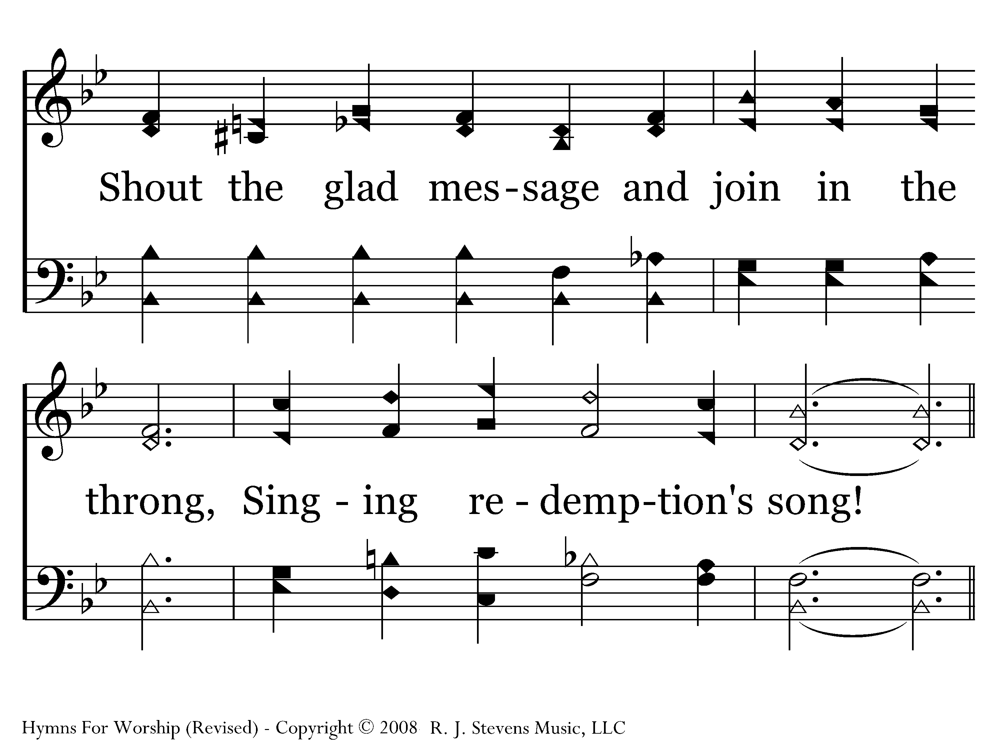 Shout the glad mes-sage and join in the
throng, Sing - ing re - demp-tion's song!
Hymns For Worship (Revised) - Copyright © 2008 R. J. Stevens Music, LLC